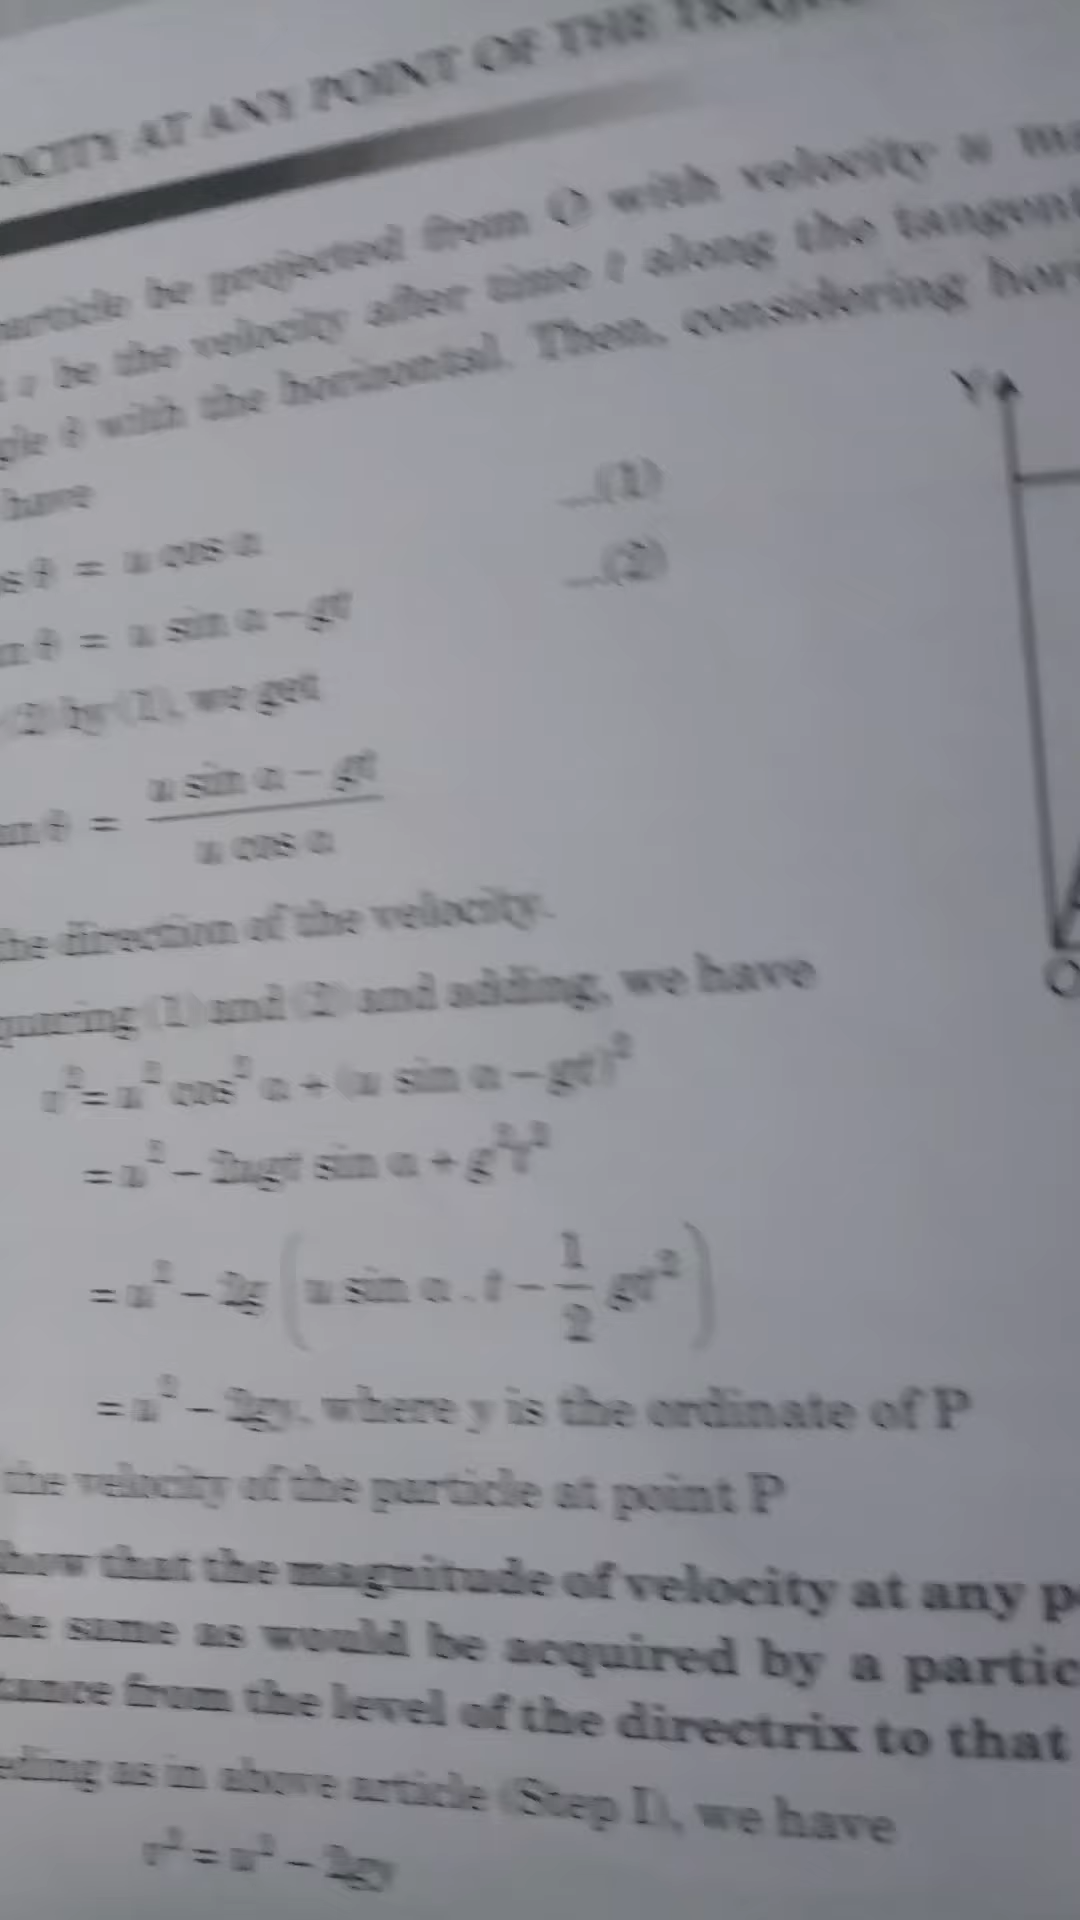 OCITY AT ANY POINT OF THE
particle be projected from O with velocity u
v be the velocity after time t along the tangent
gle θ with the horizontal. Then, considering hori
have
s θ = u cos α ...(1)
n θ = u sin α – gt ...(2)
(2) by (1), we get
an θ = (u sin α – gt) / (u cos α)
the direction of the velocity.
quaring (1) and (2) and adding, we have
v² = u² cos² α + (u sin α – gt)²
= u² – 2ugt sin α + g²t²
= u² – 2g (u sin α . t – 1/2 gt²)
= u² – 2gy, where y is the ordinate of P
the velocity of the particle at point P
how that the magnitude of velocity at any p
he same as would be acquired by a partic
tance from the level of the directrix to that
eding as in above article (Step I), we have
v² = u² – 2gy
Y
O